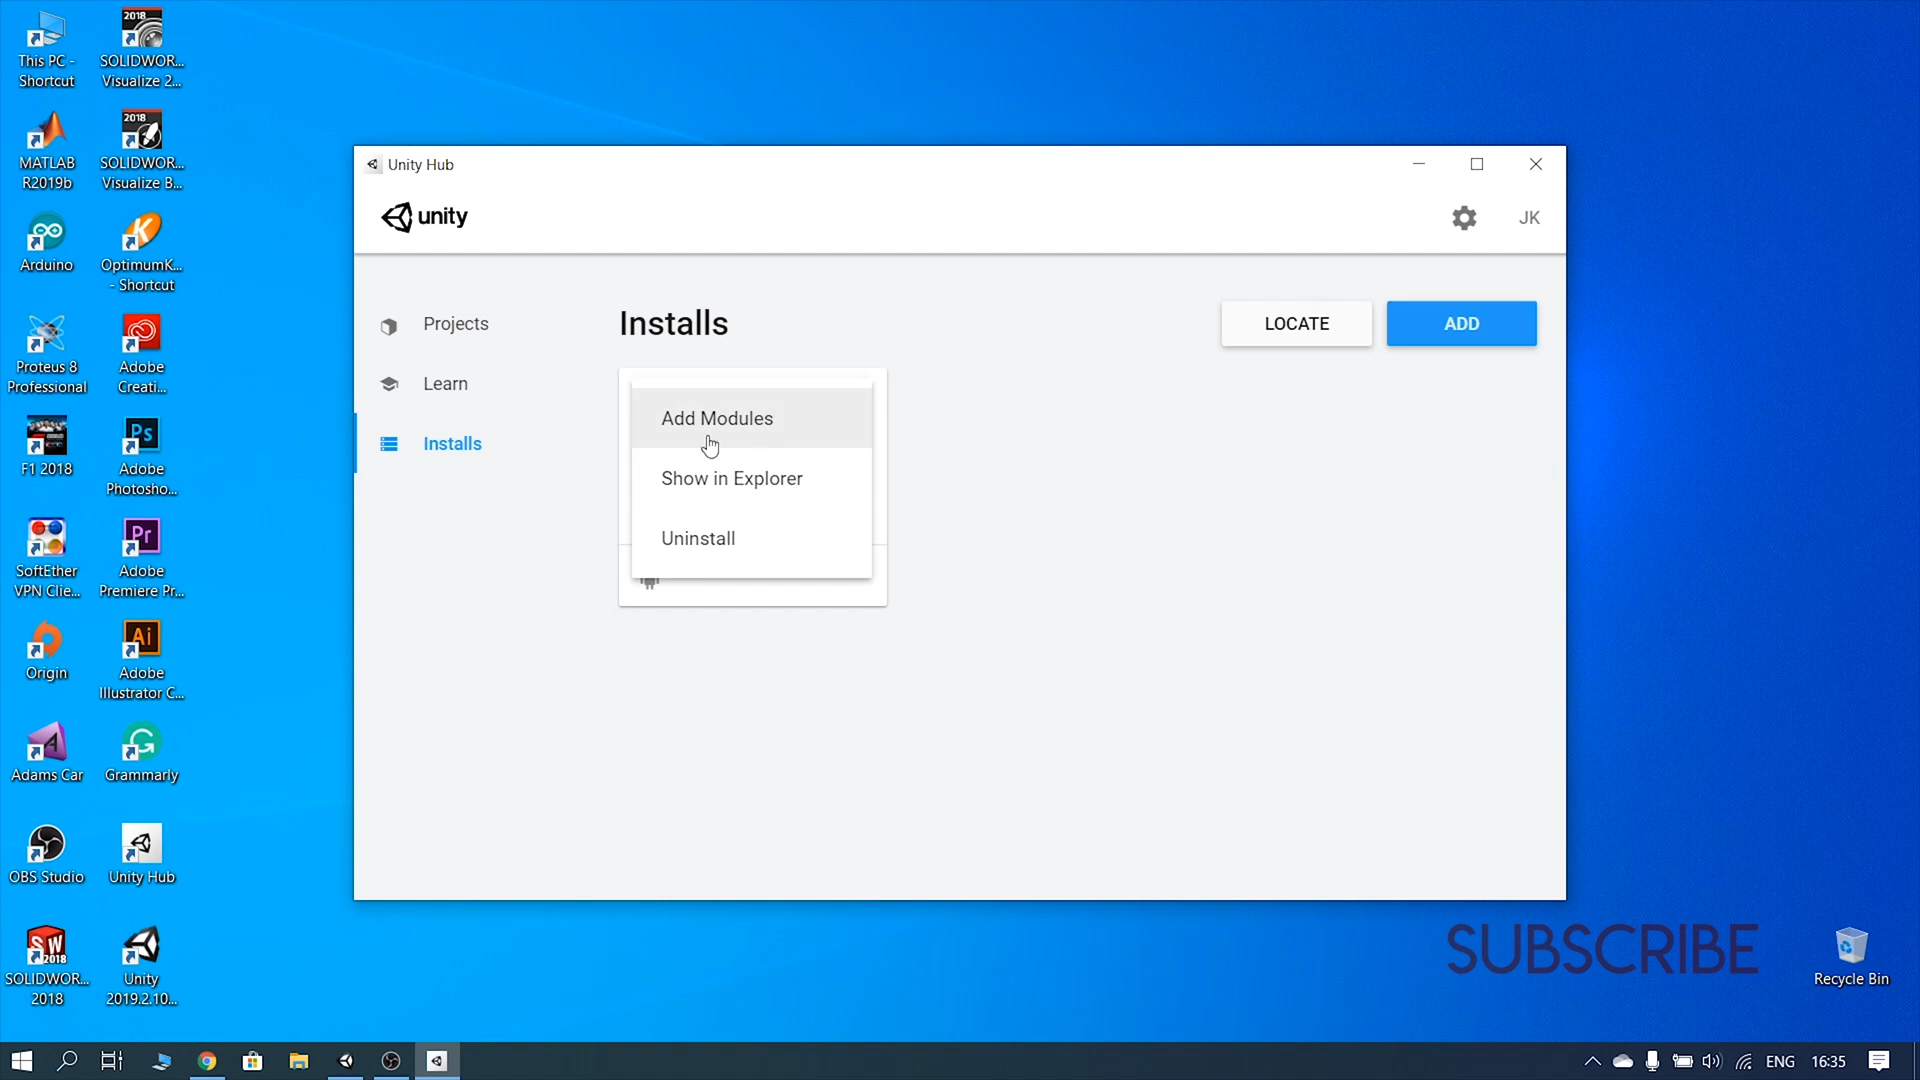 This PC -
Shortcut
SOLIDWOR...
Visualize 2...
MATLAB
R2019b
SOLIDWOR...
Visualize B...
Arduino
OptimumK...
- Shortcut
Proteus 8
Professional
Adobe
Creati...
F1 2018
Adobe
Photosho...
SoftEther
VPN Clie...
Adobe
Premiere Pr...
Origin
Adobe
Illustrator C...
Adams Car
Grammarly
OBS Studio
Unity Hub
SOLIDWOR...
2018
Unity
2019.2.10...
Unity Hub
unity
JK
Projects
Learn
Installs
Installs
LOCATE
ADD
Add Modules
Show in Explorer
Uninstall
SUBSCRIBE
Recycle Bin
ENG
16:35